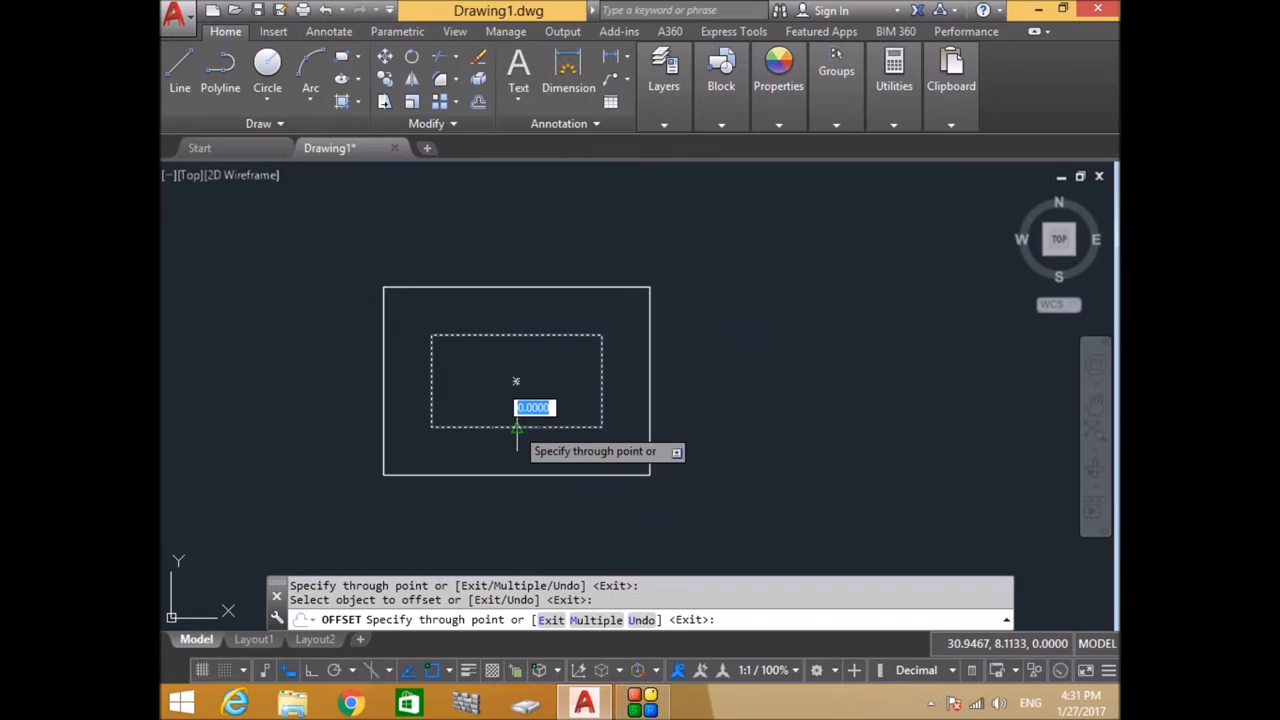 Drawing1.dwg
Type a keyword or phrase
Sign In
Home Insert Annotate Parametric View Manage Output Add-ins A360 Express Tools Featured Apps BIM 360 Performance
Line Polyline Circle Arc Text Dimension Layers Block Properties Groups Utilities Clipboard
Draw Modify Annotation
Start Drawing1*
[−][Top][2D Wireframe]
N
W TOP E
S
WCS
0.0000
Specify through point or
Y
X
Specify through point or [Exit/Multiple/Undo] <Exit>:
Select object to offset or [Exit/Undo] <Exit>:
OFFSET Specify through point or [Exit Multiple Undo] <Exit>:
Model Layout1 Layout2
30.9467, 8.1133, 0.0000 MODEL
1:1 / 100% Decimal
ENG
4:31 PM
1/27/2017